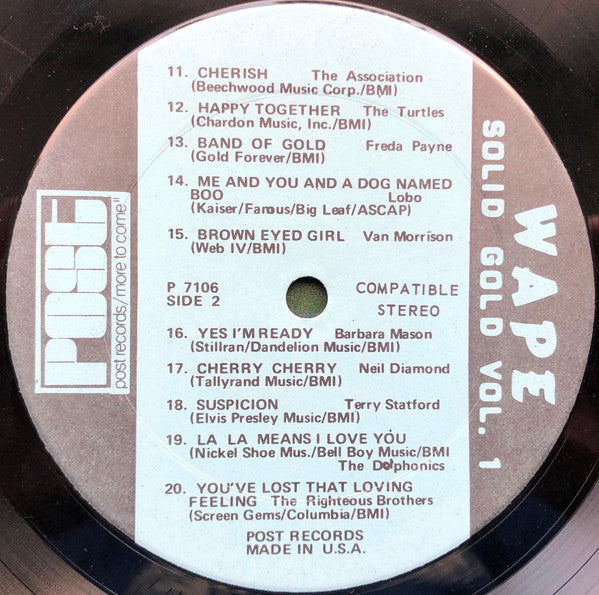 11. CHERISH The Association
(Beechwood Music Corp./BMI)
12. HAPPY TOGETHER The Turtles
(Chardon Music, Inc./BMI)
13. BAND OF GOLD Freda Payne
(Gold Forever/BMI)
14. ME AND YOU AND A DOG NAMED
BOO Lobo
(Kaiser/Famous/Big Leaf/ASCAP)
15. BROWN EYED GIRL Van Morrison
(Web IV/BMI)
P 7106 COMPATIBLE
SIDE 2 STEREO
16. YES I'M READY Barbara Mason
(Stillran/Dandelion Music/BMI)
17. CHERRY CHERRY Neil Diamond
(Tallyrand Music/BMI)
18. SUSPICION Terry Statford
(Elvis Presley Music/BMI)
19. LA LA MEANS I LOVE YOU
(Nickel Shoe Mus./Bell Boy Music/BMI
The Delphonics
20. YOU'VE LOST THAT LOVING
FEELING The Righteous Brothers
(Screen Gems/Columbia/BMI)
POST RECORDS
MADE IN U.S.A.
POST
post records/more to come"
WAPE
SOLID GOLD VOL. 1